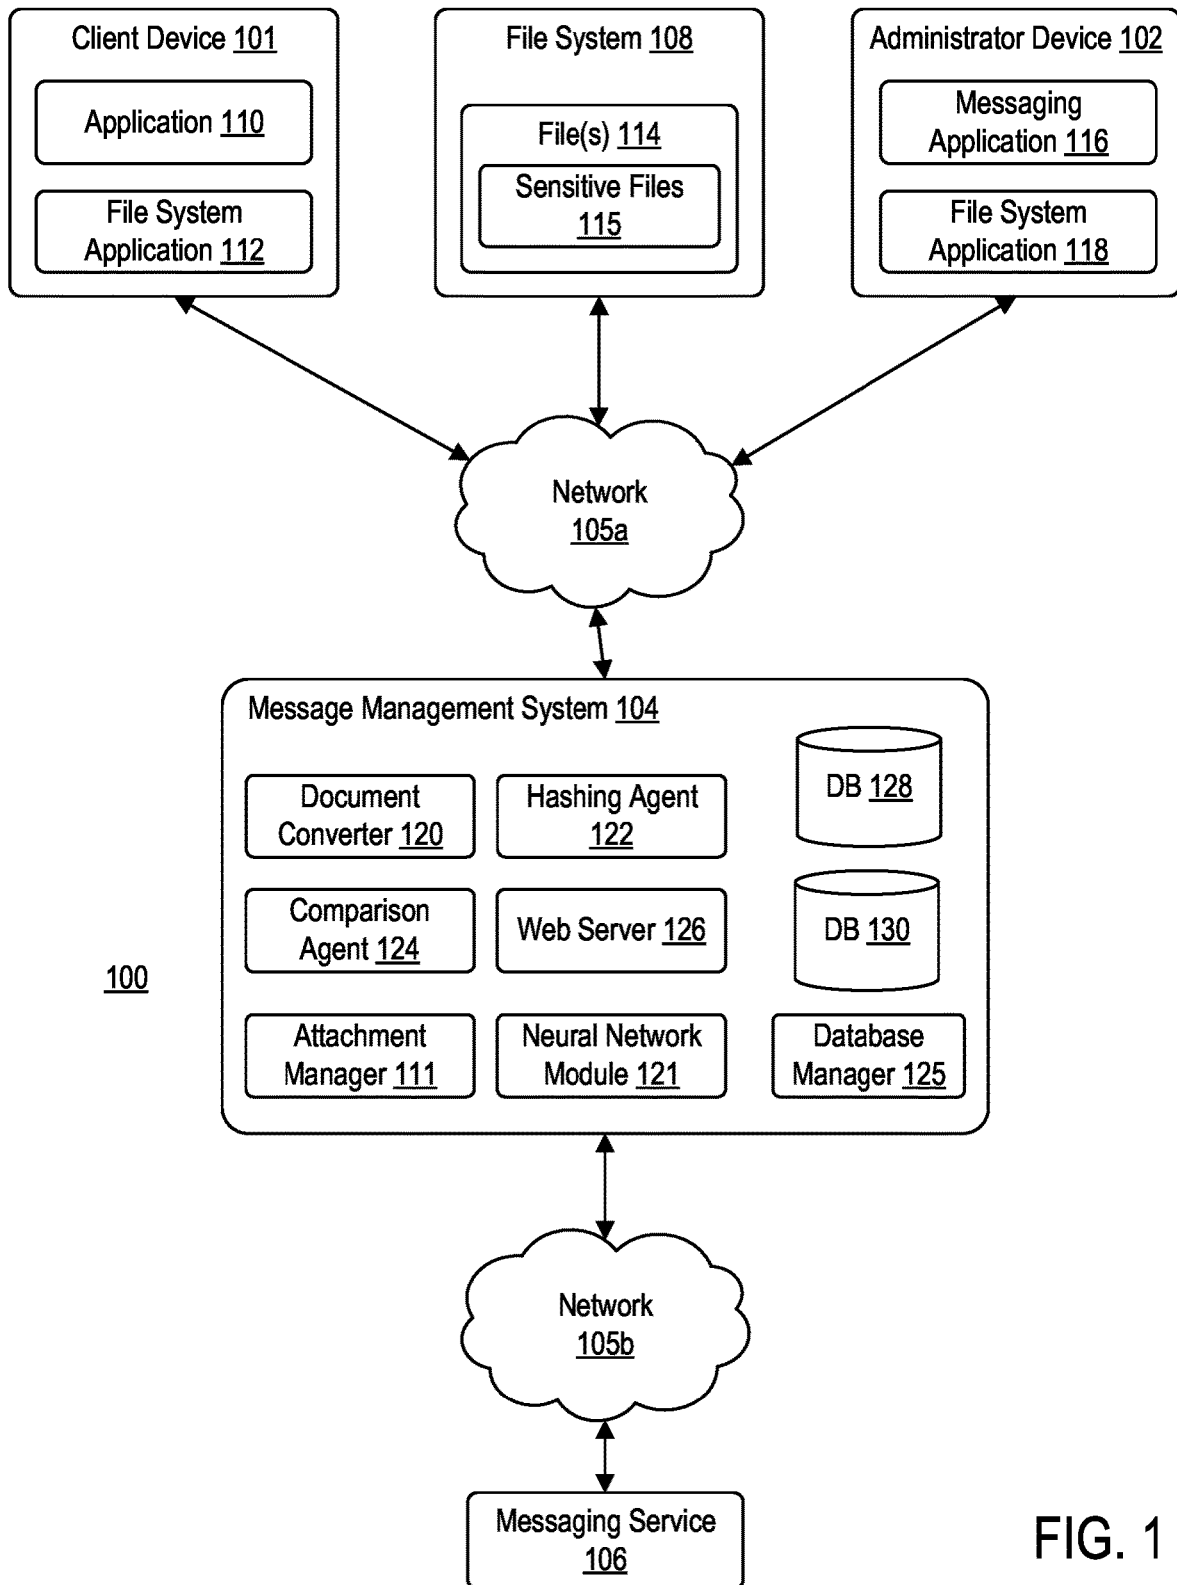 Client Device 101
Application 110
File System
Application 112
File System 108
File(s) 114
Sensitive Files
115
Administrator Device 102
Messaging
Application 116
File System
Application 118
Network
105a
Message Management System 104
Document
Converter 120
Hashing Agent
122
DB 128
Comparison
Agent 124
Web Server 126
DB 130
100
Attachment
Manager 111
Neural Network
Module 121
Database
Manager 125
Network
105b
Messaging Service
106
FIG. 1